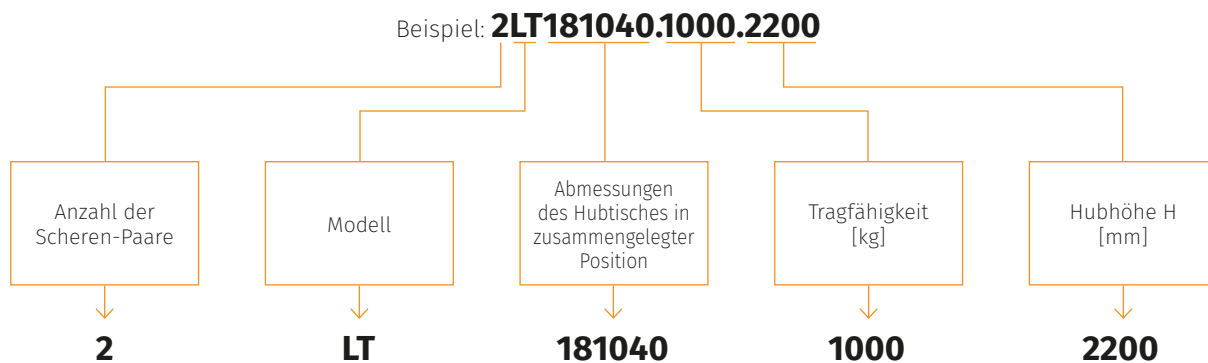 Beispiel: 2LT181040.1000.2200
Anzahl der
Scheren-Paare
Modell
Abmessungen
des Hubtisches in
zusammengelegter
Position
Tragfähigkeit
[kg]
Hubhöhe H
[mm]
2
LT
181040
1000
2200